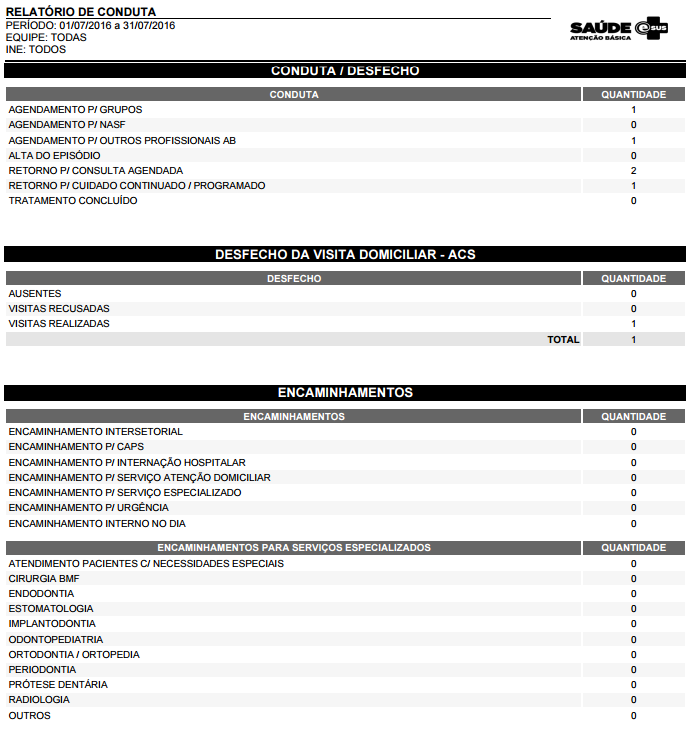 RELATÓRIO DE CONDUTA
PERÍODO: 01/07/2016 a 31/07/2016
EQUIPE: TODAS
INE: TODOS
SAÚDE e SUS
ATENÇÃO BÁSICA
CONDUTA / DESFECHO
CONDUTA QUANTIDADE
AGENDAMENTO P/ GRUPOS 1
AGENDAMENTO P/ NASF 0
AGENDAMENTO P/ OUTROS PROFISSIONAIS AB 1
ALTA DO EPISÓDIO 0
RETORNO P/ CONSULTA AGENDADA 2
RETORNO P/ CUIDADO CONTINUADO / PROGRAMADO 1
TRATAMENTO CONCLUÍDO 0
DESFECHO DA VISITA DOMICILIAR - ACS
DESFECHO QUANTIDADE
AUSENTES 0
VISITAS RECUSADAS 0
VISITAS REALIZADAS 1
TOTAL 1
ENCAMINHAMENTOS
ENCAMINHAMENTOS QUANTIDADE
ENCAMINHAMENTO INTERSETORIAL 0
ENCAMINHAMENTO P/ CAPS 0
ENCAMINHAMENTO P/ INTERNAÇÃO HOSPITALAR 0
ENCAMINHAMENTO P/ SERVIÇO ATENÇÃO DOMICILIAR 0
ENCAMINHAMENTO P/ SERVIÇO ESPECIALIZADO 0
ENCAMINHAMENTO P/ URGÊNCIA 0
ENCAMINHAMENTO INTERNO NO DIA 0
ENCAMINHAMENTOS PARA SERVIÇOS ESPECIALIZADOS QUANTIDADE
ATENDIMENTO PACIENTES C/ NECESSIDADES ESPECIAIS 0
CIRURGIA BMF 0
ENDODONTIA 0
ESTOMATOLOGIA 0
IMPLANTODONTIA 0
ODONTOPEDIATRIA 0
ORTODONTIA / ORTOPEDIA 0
PERIODONTIA 0
PRÓTESE DENTÁRIA 0
RADIOLOGIA 0
OUTROS 0